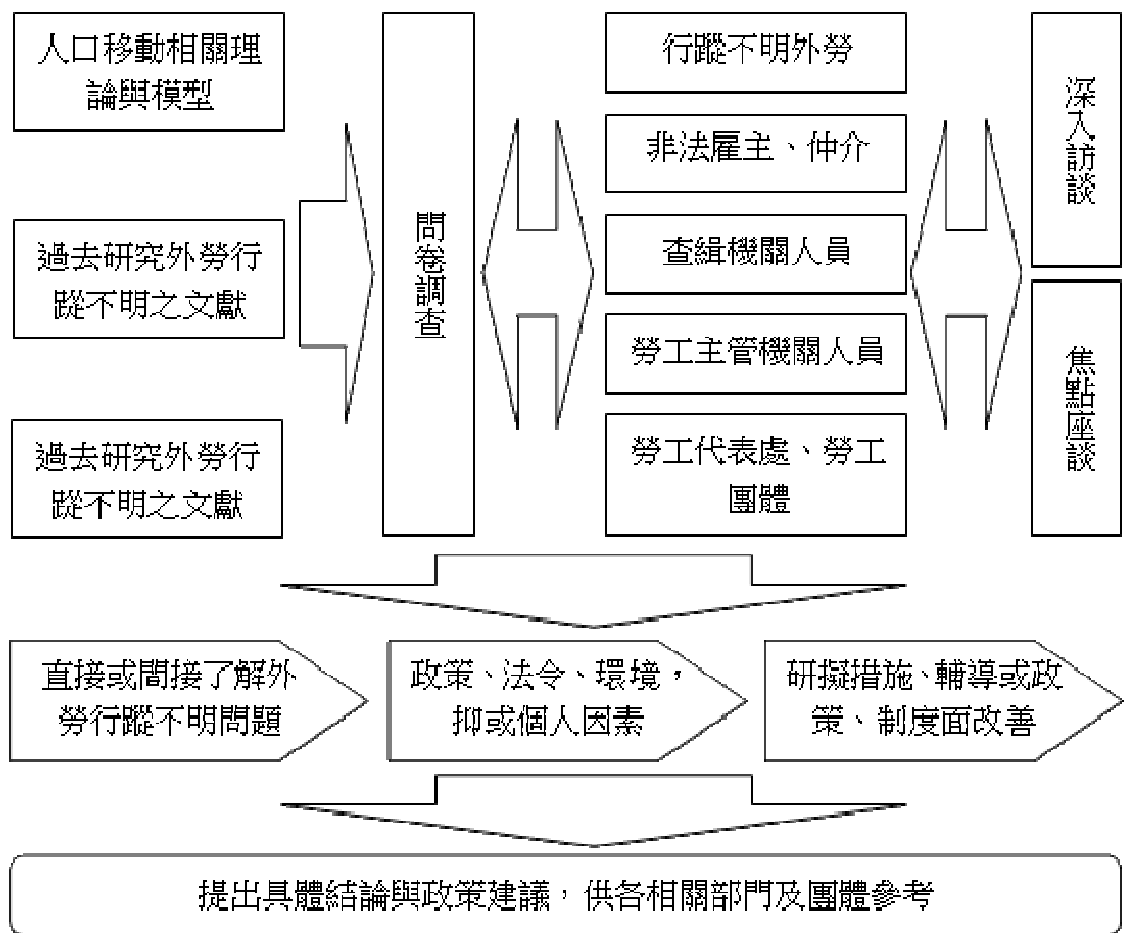 人口移動相關理
論與模型
過去研究外勞行
蹤不明之文獻
過去研究外勞行
蹤不明之文獻
問卷調查
行蹤不明外勞
非法雇主、仲介
查緝機關人員
勞工主管機關人員
勞工代表處、勞工
團體
深入訪談
焦點座談
直接或間接了解外
勞行蹤不明問題
政策、法令、環境，
抑或個人因素
研擬措施、輔導或政
策、制度面改善
提出具體結論與政策建議，供各相關部門及團體參考